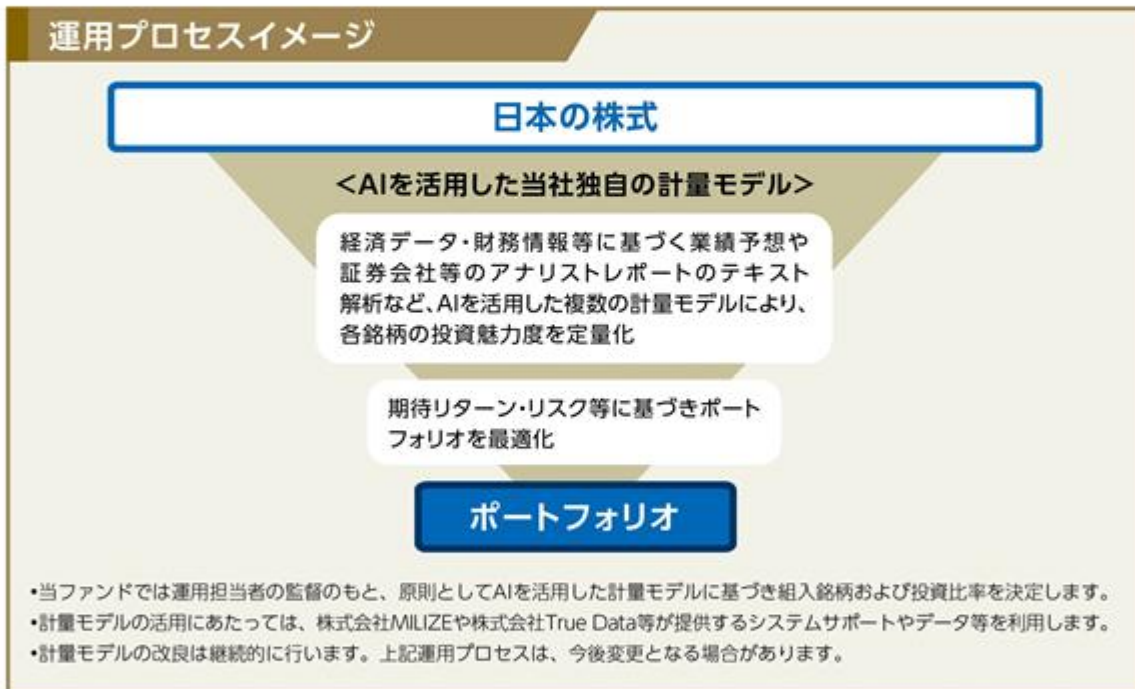 運用プロセスイメージ
日本の株式
<AIを活用した当社独自の計量モデル>
経済データ・財務情報等に基づく業績予想や
証券会社等のアナリストレポートのテキスト
解析など、AIを活用した複数の計量モデルにより、
各銘柄の投資魅力度を定量化
期待リターン・リスク等に基づきポート
フォリオを最適化
ポートフォリオ
•当ファンドでは運用担当者の監督のもと、原則としてAIを活用した計量モデルに基づき組入銘柄および投資比率を決定します。
•計量モデルの活用にあたっては、株式会社MILIZEや株式会社True Data等が提供するシステムサポートやデータ等を利用します。
•計量モデルの改良は継続的に行います。上記運用プロセスは、今後変更となる場合があります。